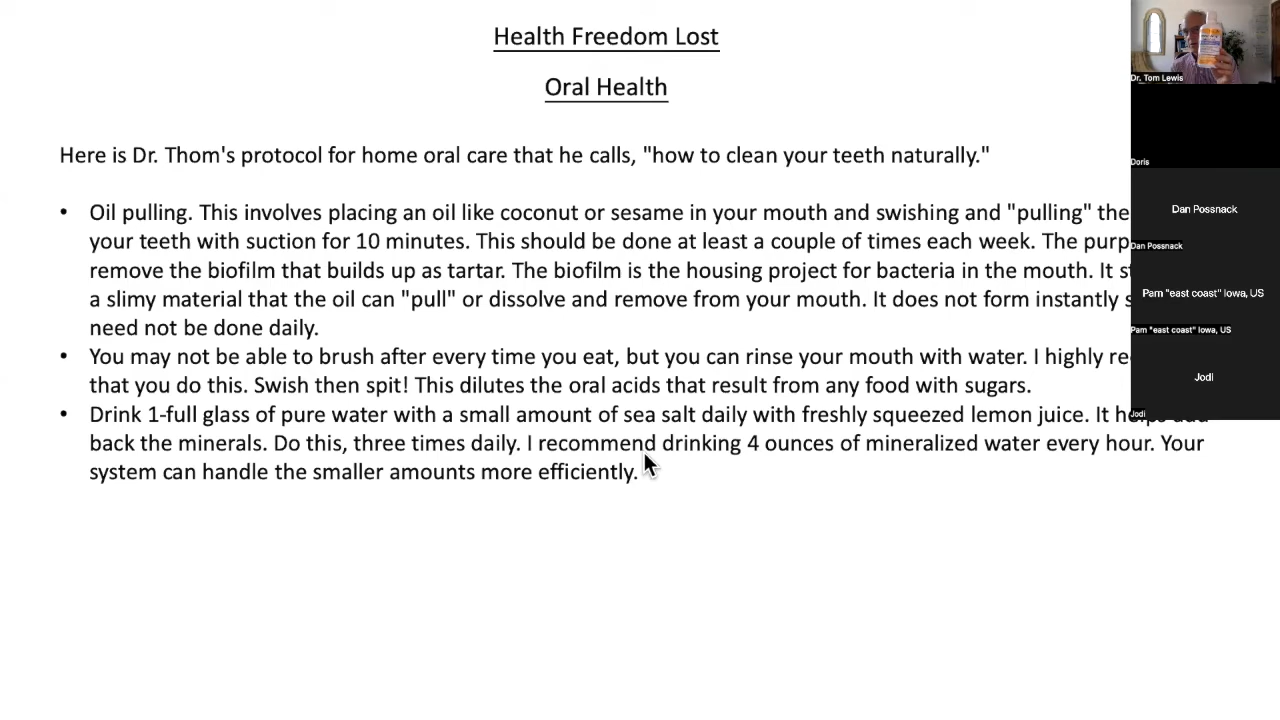 Health Freedom Lost
Oral Health
Here is Dr. Thom's protocol for home oral care that he calls, "how to clean your teeth naturally."
• Oil pulling. This involves placing an oil like coconut or sesame in your mouth and swishing and "pulling" the
your teeth with suction for 10 minutes. This should be done at least a couple of times each week. The
remove the biofilm that builds up as tartar. The biofilm is the housing project for bacteria in the mouth. It
a slimy material that the oil can "pull" or dissolve and remove from your mouth. It does not form instantly
need not be done daily.
• You may not be able to brush after every time you eat, but you can rinse your mouth with water. I highly
that you do this. Swish then spit! This dilutes the oral acids that result from any food with sugars.
• Drink 1-full glass of pure water with a small amount of sea salt daily with freshly squeezed lemon juice. It
back the minerals. Do this, three times daily. I recommend drinking 4 ounces of mineralized water every hour. Your
system can handle the smaller amounts more efficiently.
Dr. Tom Lewis
Doris
Dan Possnack
Dan Possnack
Pam "east coast" Iowa, US
Pam "east coast" Iowa, US
Jodi
Jodi